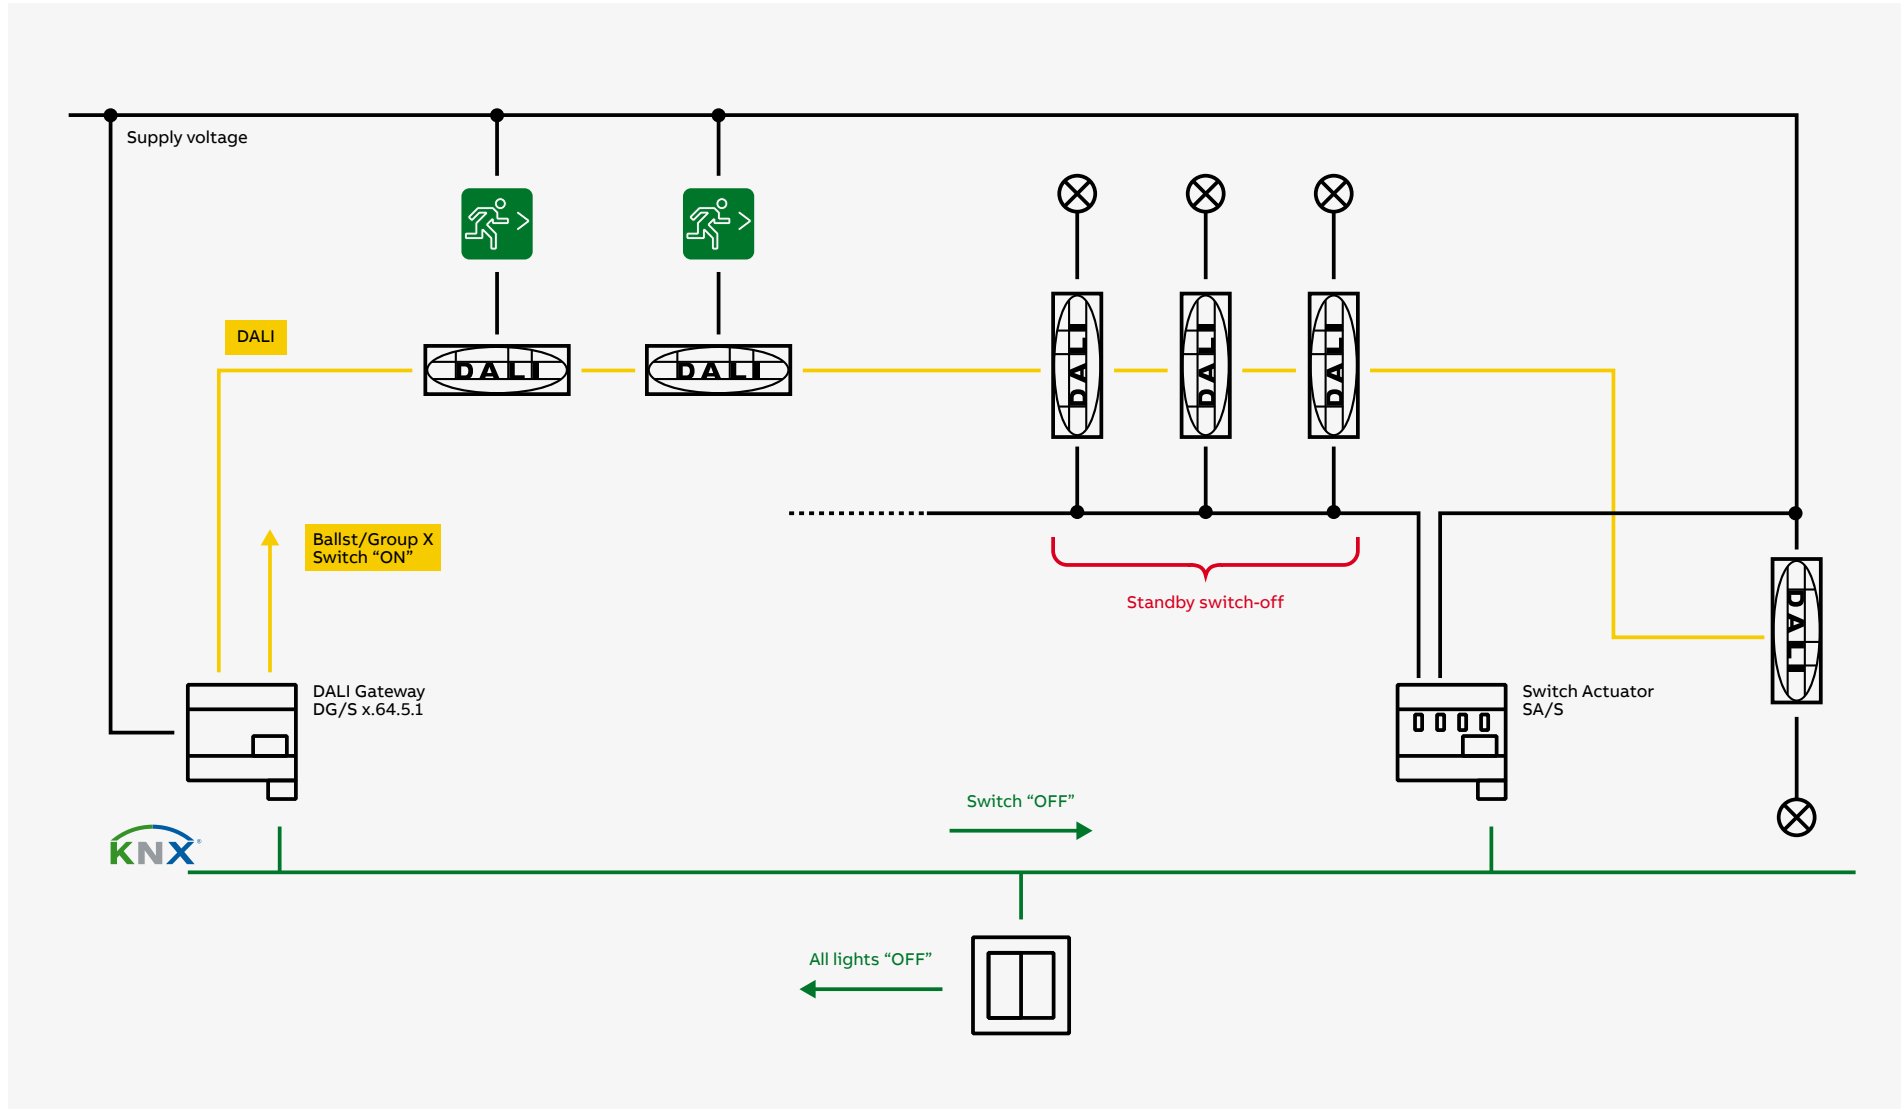 Supply voltage
DALI
DALI
DALI
DALI
DALI
DALI
Ballst/Group X
Switch “ON”
Standby switch-off
DALI
DALI Gateway
DG/S x.64.5.1
Switch Actuator
SA/S
Switch “OFF”
KNX®
All lights “OFF”